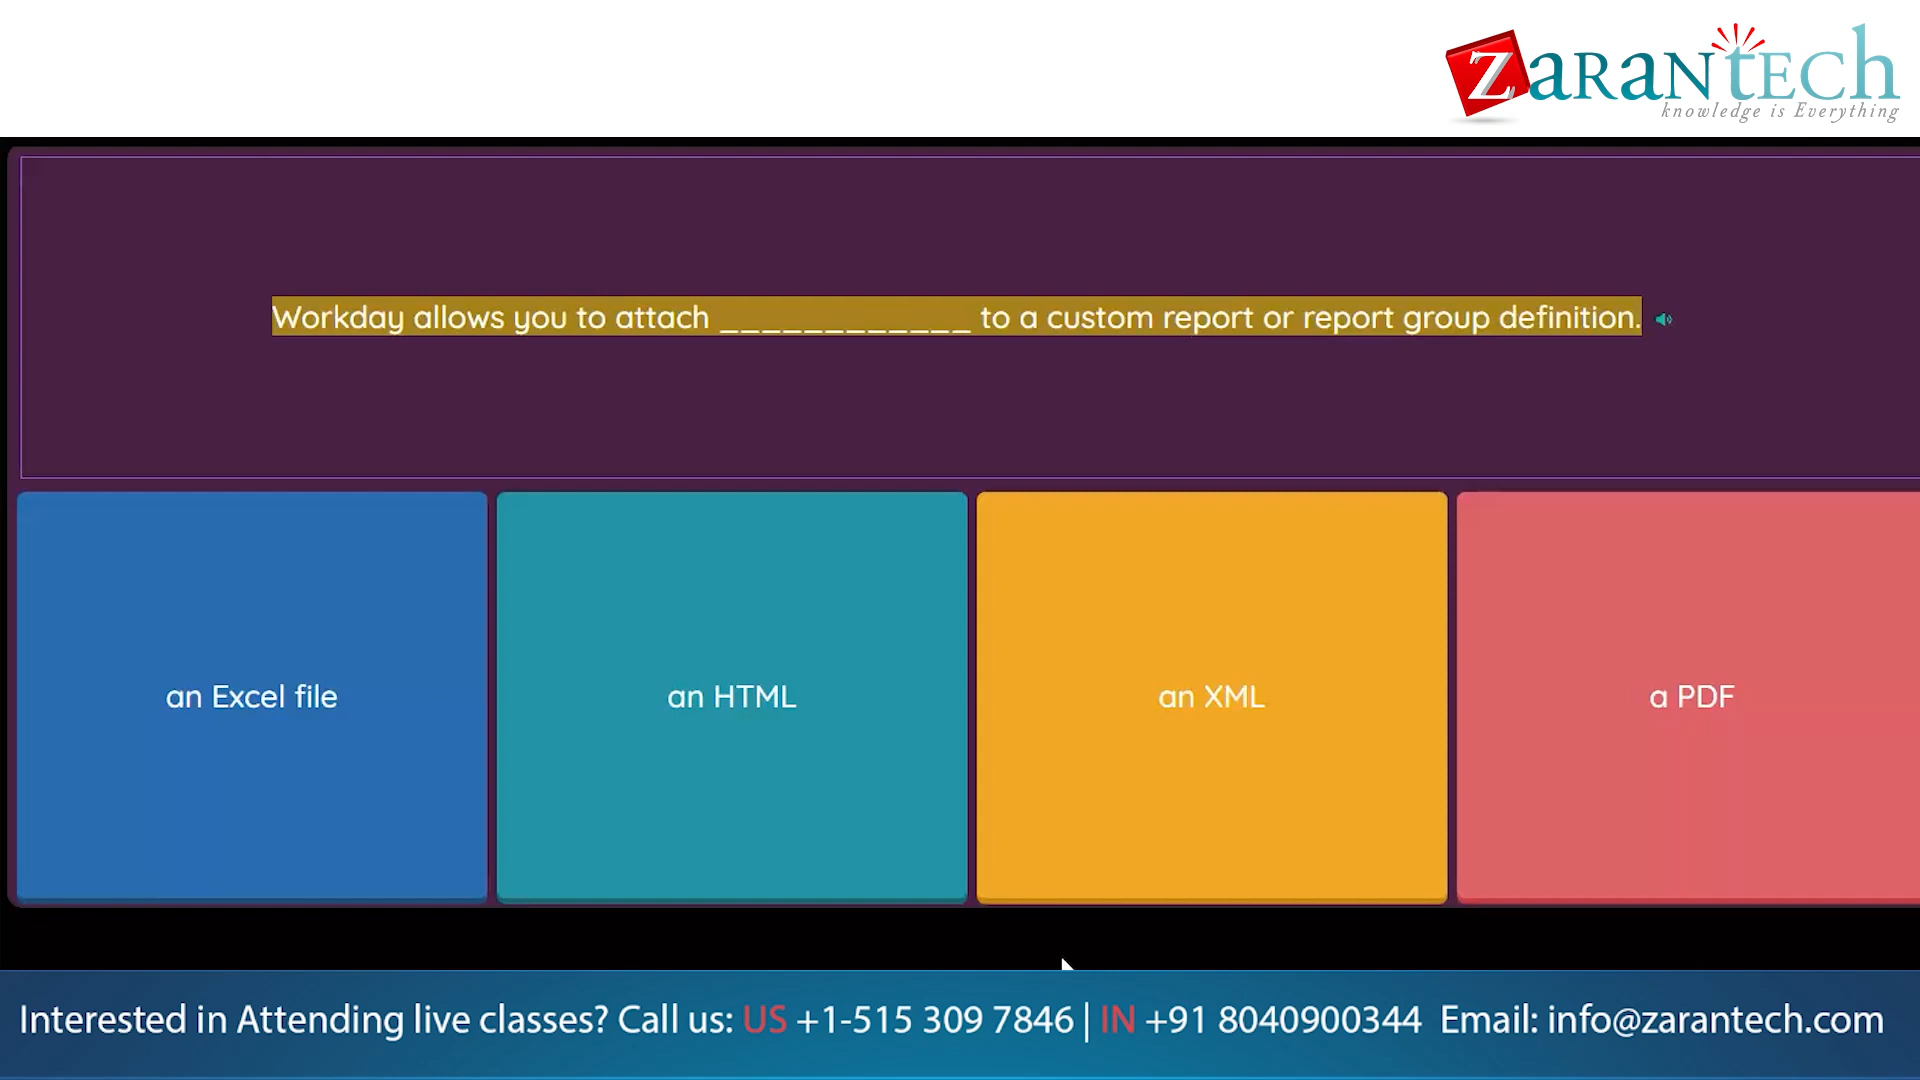 ZaranTech
knowledge is Everything
Workday allows you to attach ____________ to a custom report or report group definition.
an Excel file
an HTML
an XML
a PDF
Interested in Attending live classes? Call us: US +1-515 309 7846 | IN +91 8040900344 Email: info@zarantech.com